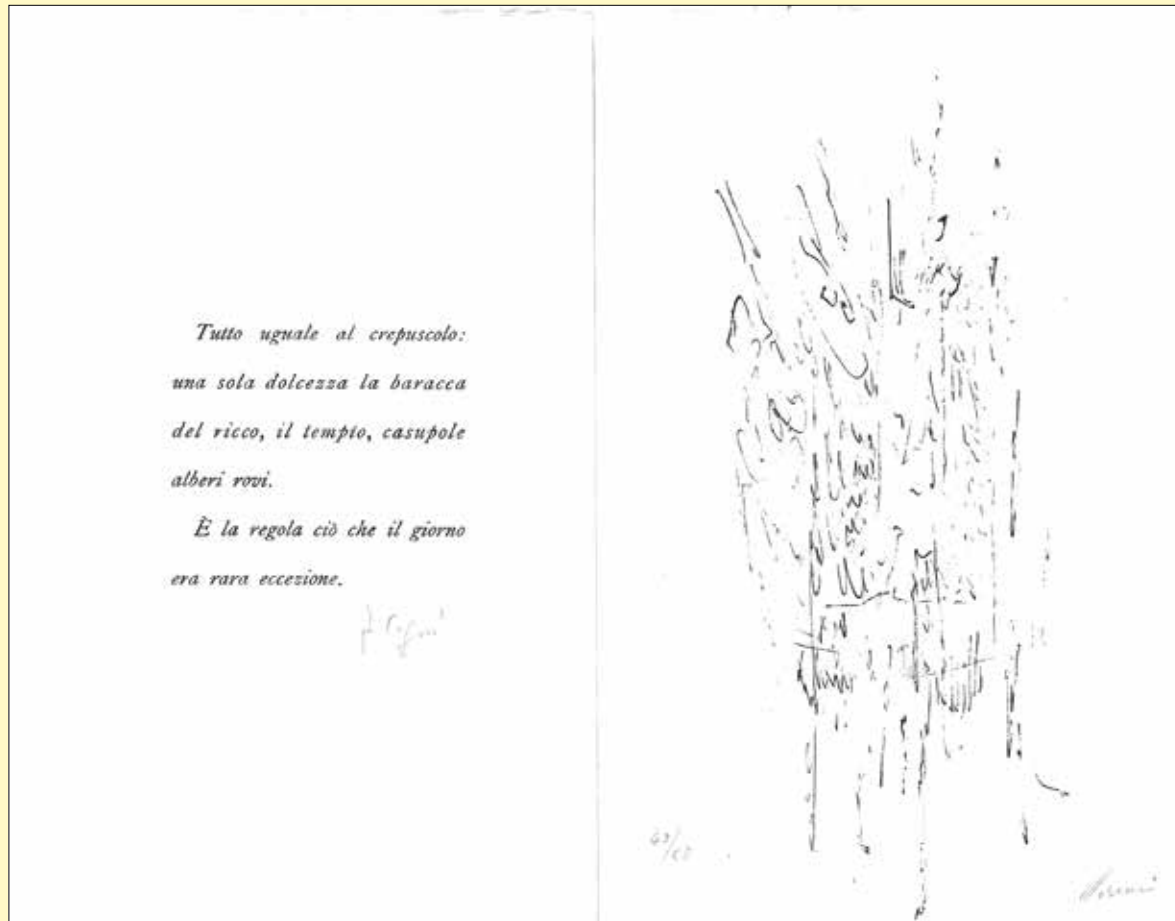 Tutto uguale al crepuscolo:
una sola dolcezza la baracca
del ricco, il tempio, casupole
alberi rovi.
È la regola ciò che il giorno
era rara eccezione.